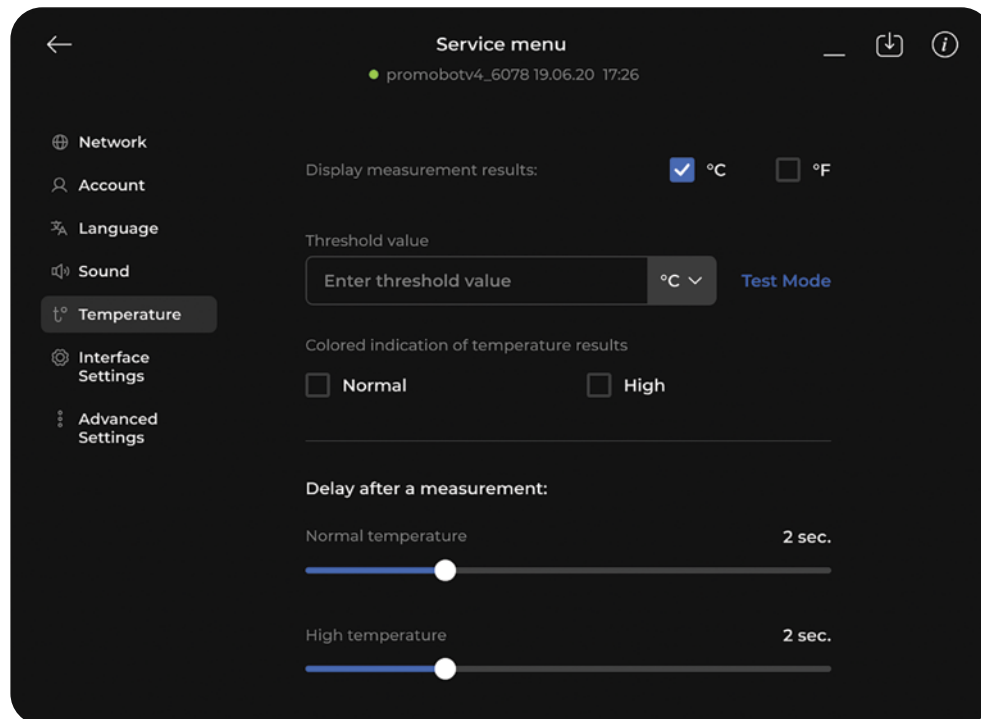 Service menu
promobotv4_6078 19.06.20 17:26
Network
Account
Language
Sound
t° Temperature
Interface
Settings
Advanced
Settings
Display measurement results: °C °F
Threshold value
Enter threshold value °C Test Mode
Colored indication of temperature results
Normal High
Delay after a measurement:
Normal temperature 2 sec.
High temperature 2 sec.